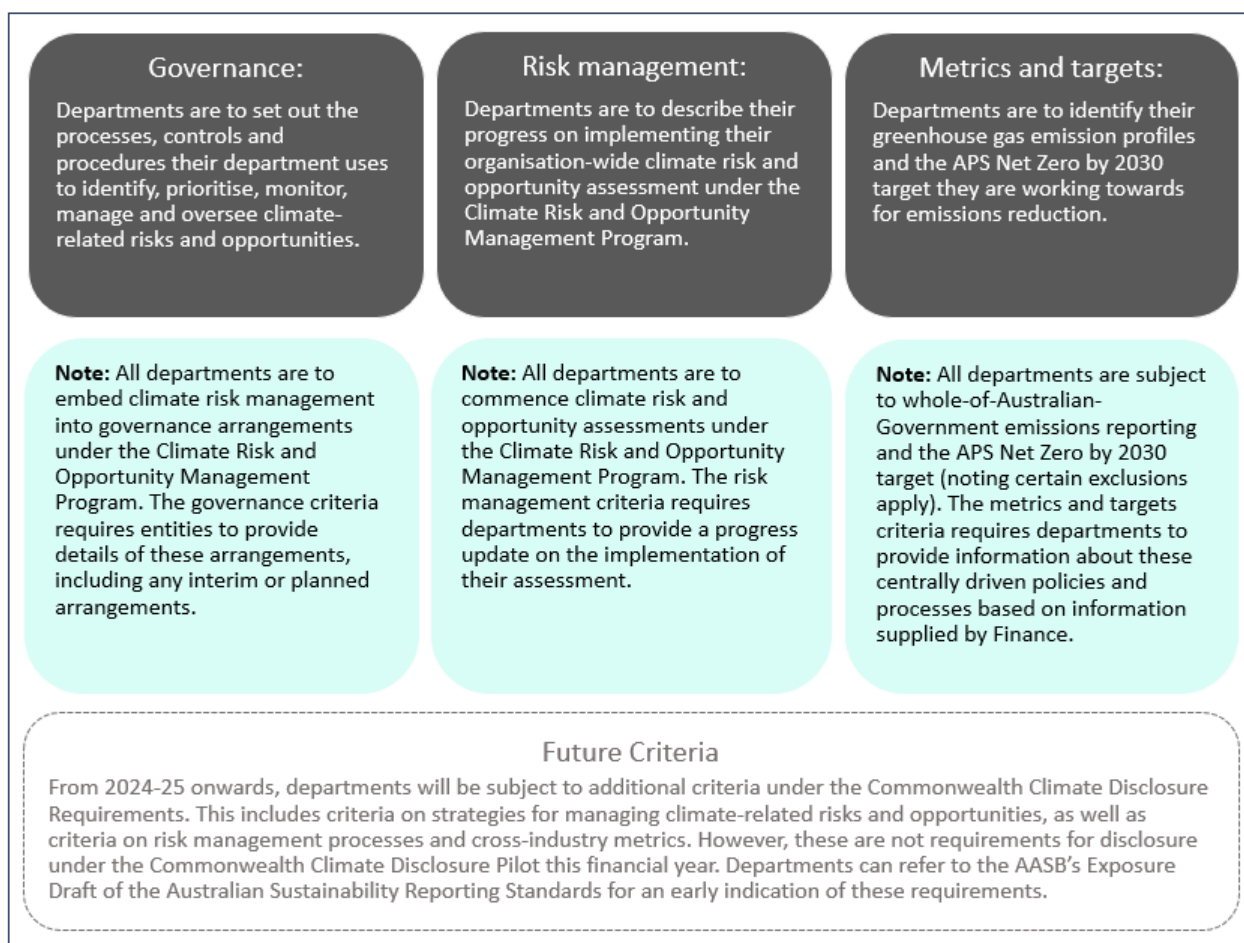 Governance:
Departments are to set out the
processes, controls and
procedures their department uses
to identify, prioritise, monitor,
manage and oversee climate-
related risks and opportunities.
Risk management:
Departments are to describe their
progress on implementing their
organisation-wide climate risk and
opportunity assessment under the
Climate Risk and Opportunity
Management Program.
Metrics and targets:
Departments are to identify their
greenhouse gas emission profiles
and the APS Net Zero by 2030
target they are working towards
for emissions reduction.
Note: All departments are to
embed climate risk management
into governance arrangements
under the Climate Risk and
Opportunity Management
Program. The governance criteria
requires entities to provide
details of these arrangements,
including any interim or planned
arrangements.
Note: All departments are to
commence climate risk and
opportunity assessments under
the Climate Risk and Opportunity
Management Program. The risk
management criteria requires
departments to provide a progress
update on the implementation of
their assessment.
Note: All departments are subject
to whole-of-Australian-
Government emissions reporting
and the APS Net Zero by 2030
target (noting certain exclusions
apply). The metrics and targets
criteria requires departments to
provide information about these
centrally driven policies and
processes based on information
supplied by Finance.
Future Criteria
From 2024-25 onwards, departments will be subject to additional criteria under the Commonwealth Climate Disclosure
Requirements. This includes criteria on strategies for managing climate-related risks and opportunities, as well as
criteria on risk management processes and cross-industry metrics. However, these are not requirements for disclosure
under the Commonwealth Climate Disclosure Pilot this financial year. Departments can refer to the AASB's Exposure
Draft of the Australian Sustainability Reporting Standards for an early indication of these requirements.